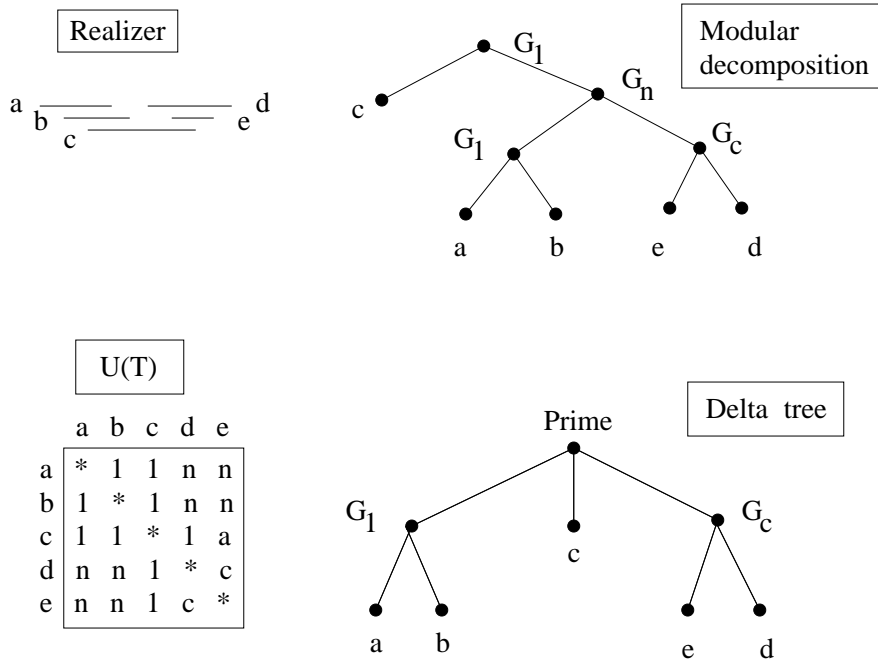 Realizer
a d
b e
c
Modular
decomposition
G1
c
Gn
G1
Gc
a b e d
U(T)
a b c d e
a * 1 1 n n
b 1 * 1 n n
c 1 1 * 1 a
d n n 1 * c
e n n 1 c *
Delta tree
Prime
G1
c
Gc
a b e d